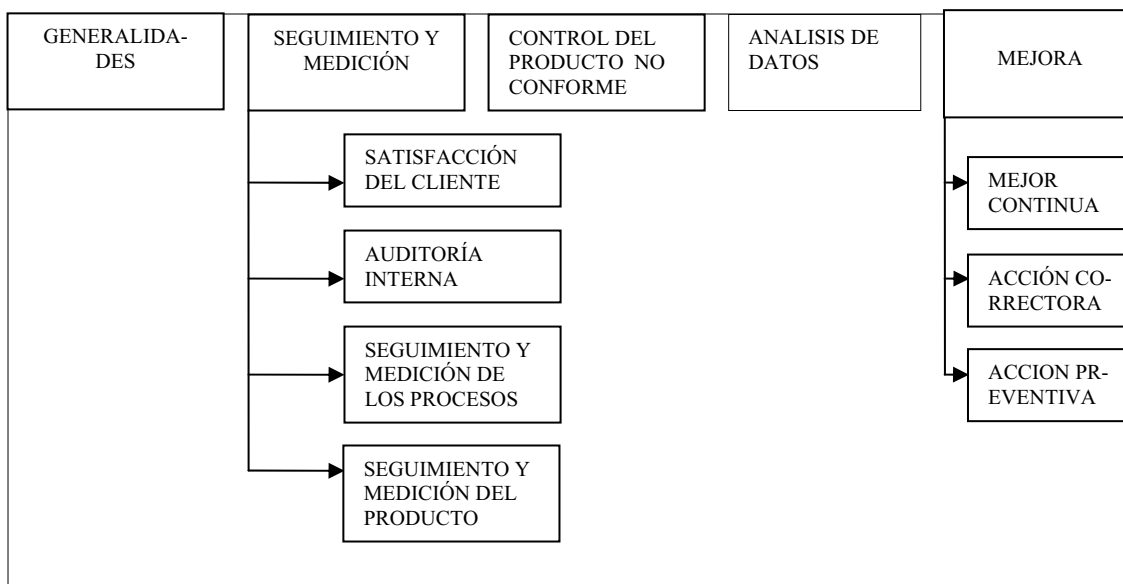 GENERALIDA-
DES
SEGUIMIENTO Y
MEDICIÓN
CONTROL DEL
PRODUCTO NO
CONFORME
ANALISIS DE
DATOS
MEJORA
SATISFACCIÓN
DEL CLIENTE
AUDITORÍA
INTERNA
SEGUIMIENTO Y
MEDICIÓN DE
LOS PROCESOS
SEGUIMIENTO Y
MEDICIÓN DEL
PRODUCTO
MEJOR
CONTINUA
ACCIÓN CO-
RRECTORA
ACCION PR-
EVENTIVA